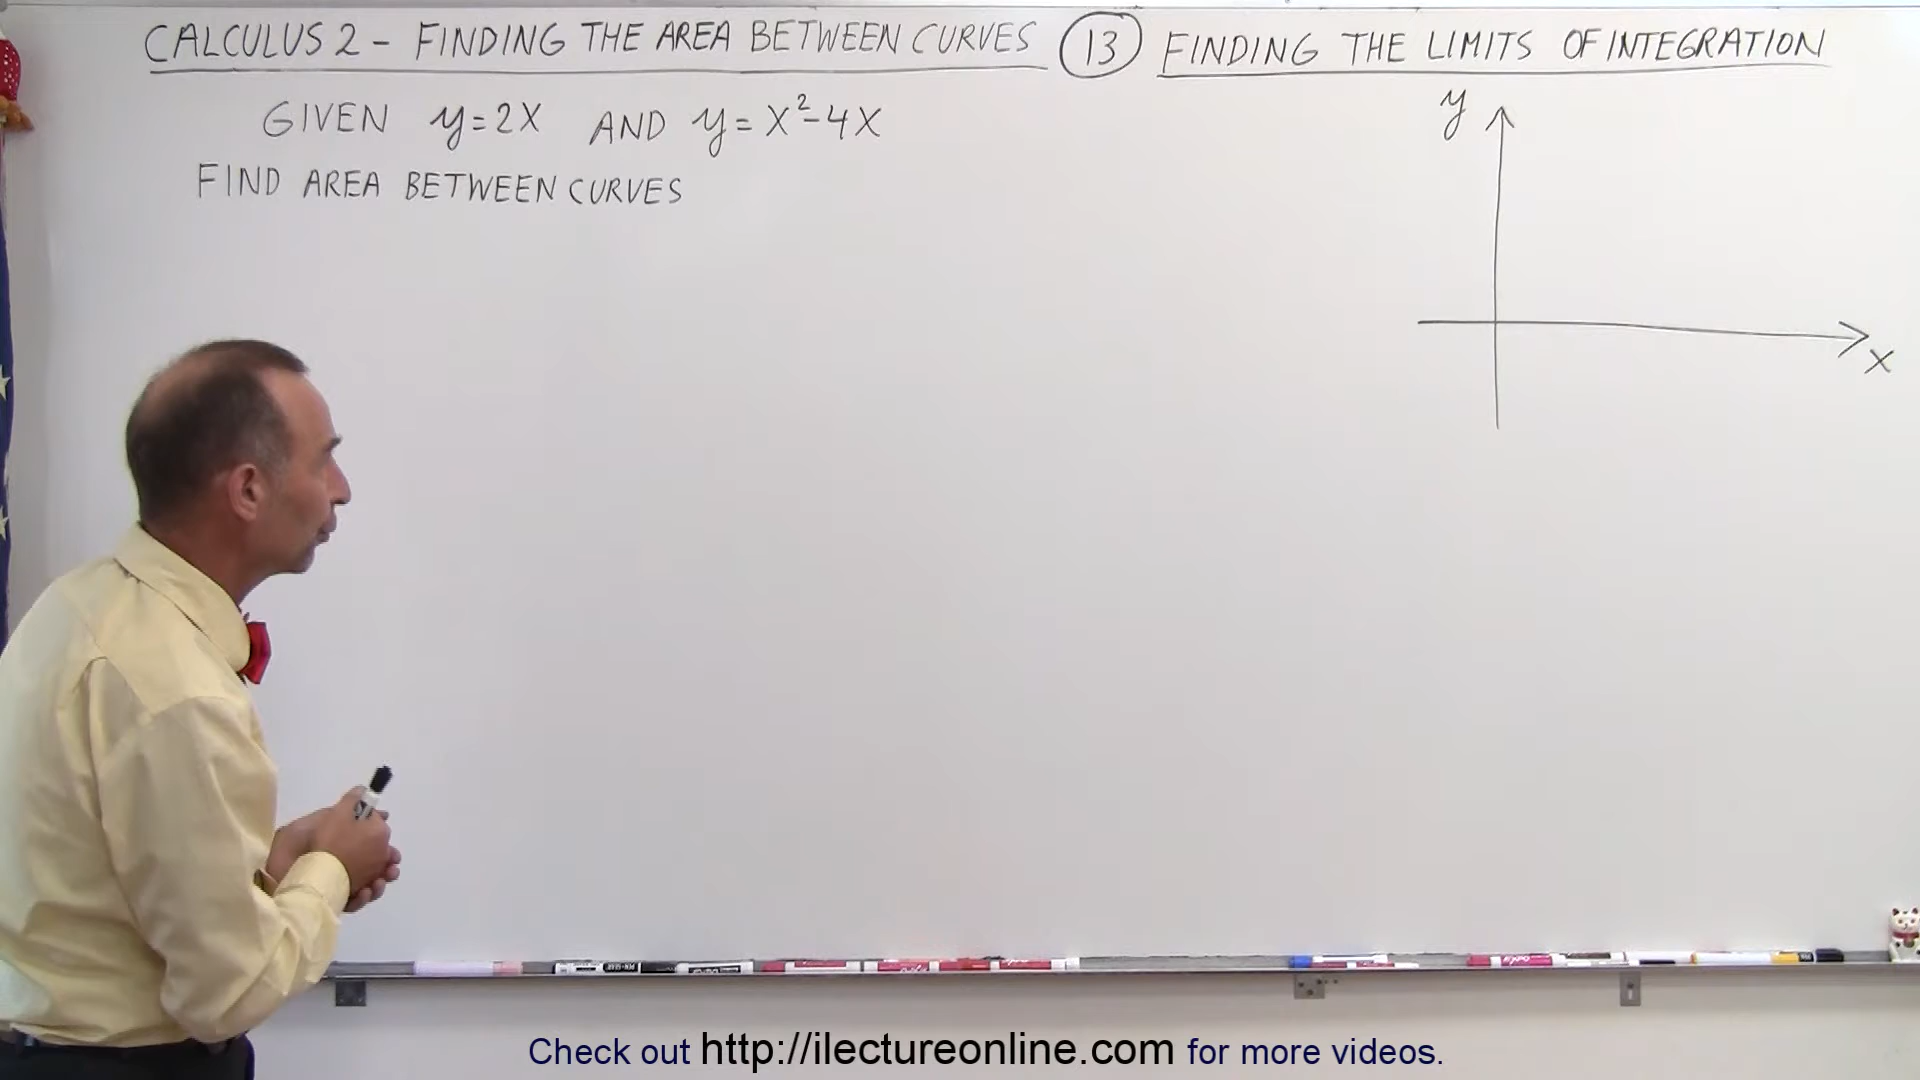 CALCULUS 2 - FINDING THE AREA BETWEEN CURVES 13 FINDING THE LIMITS OF INTEGRATION
GIVEN y=2X AND y=X²-4X
FIND AREA BETWEEN CURVES
y
x
Check out http://ilectureonline.com for more videos.